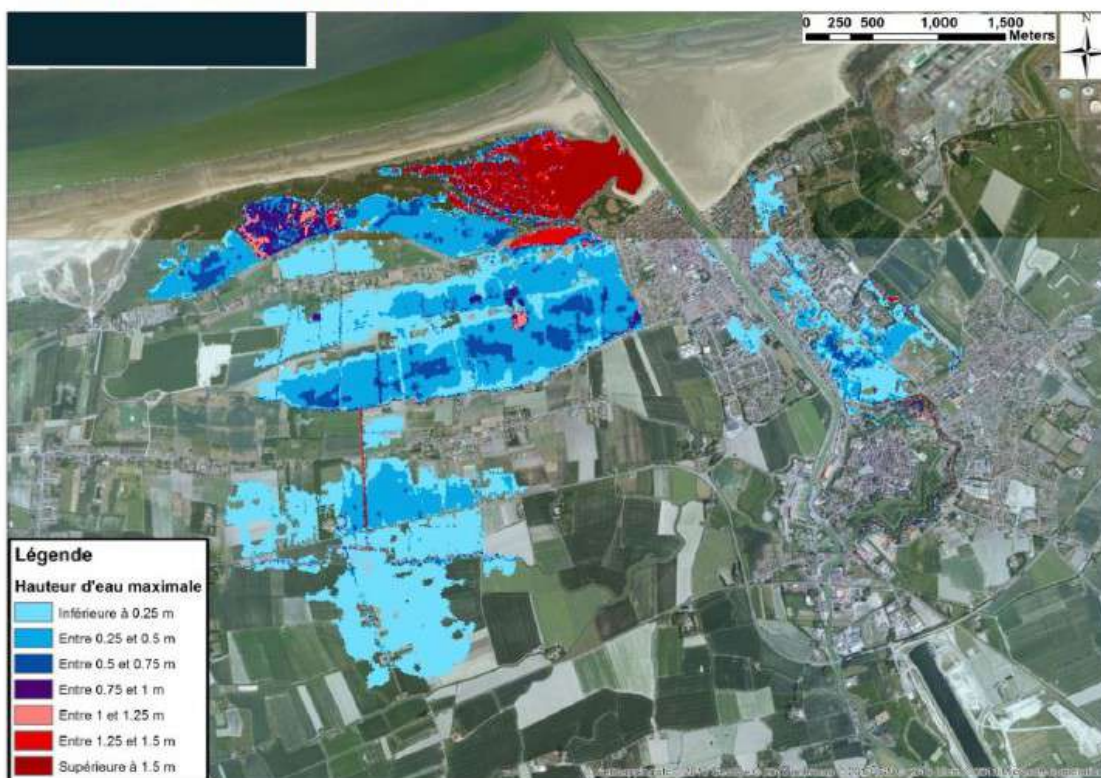 0 250 500 1,000 1,500
Meters
N
Légende
Hauteur d'eau maximale
Inférieure à 0.25 m
Entre 0.25 et 0.5 m
Entre 0.5 et 0.75 m
Entre 0.75 et 1 m
Entre 1 et 1.25 m
Entre 1.25 et 1.5 m
Supérieure à 1.5 m